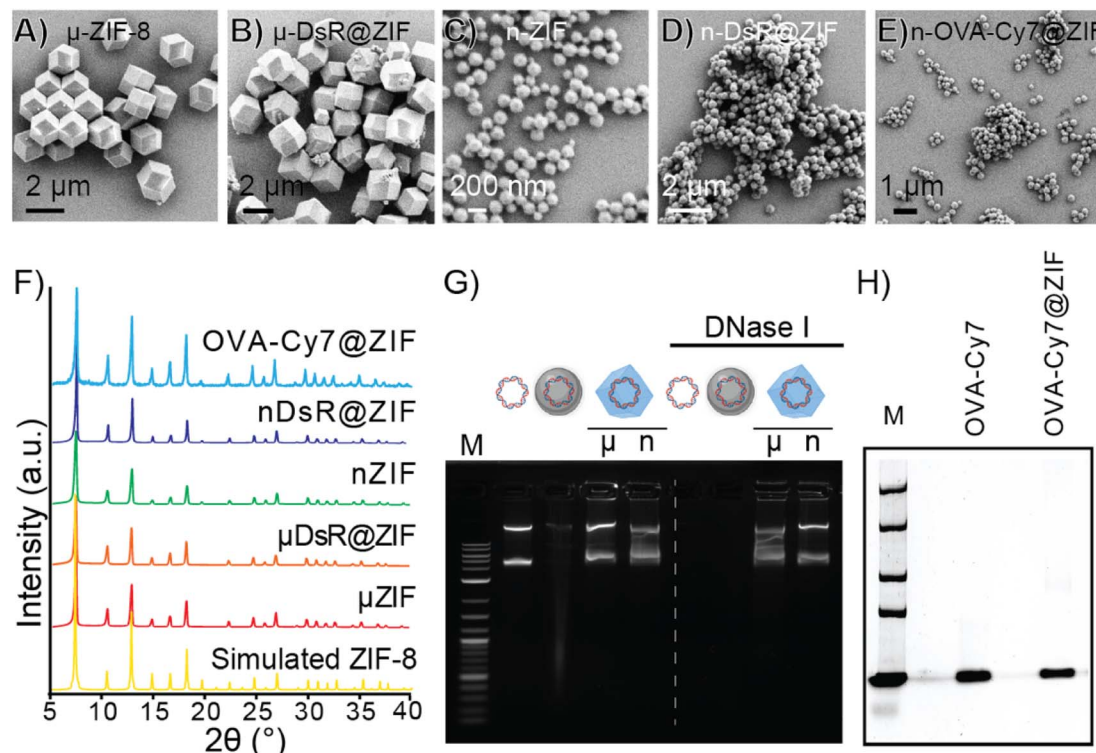 A) μ-ZIF-8
2 μm
B) μ-DsR@ZIF
2 μm
C) n-ZIF
200 nm
D) n-DsR@ZIF
2 μm
E) n-OVA-Cy7@ZIF
1 μm
F)
Intensity (a.u.)
OVA-Cy7@ZIF
nDsR@ZIF
nZIF
μDsR@ZIF
μZIF
Simulated ZIF-8
5 10 15 20 25 30 35 40
2θ (°)
G)
DNase I
M μ n μ n
H)
M
OVA-Cy7
OVA-Cy7@ZIF